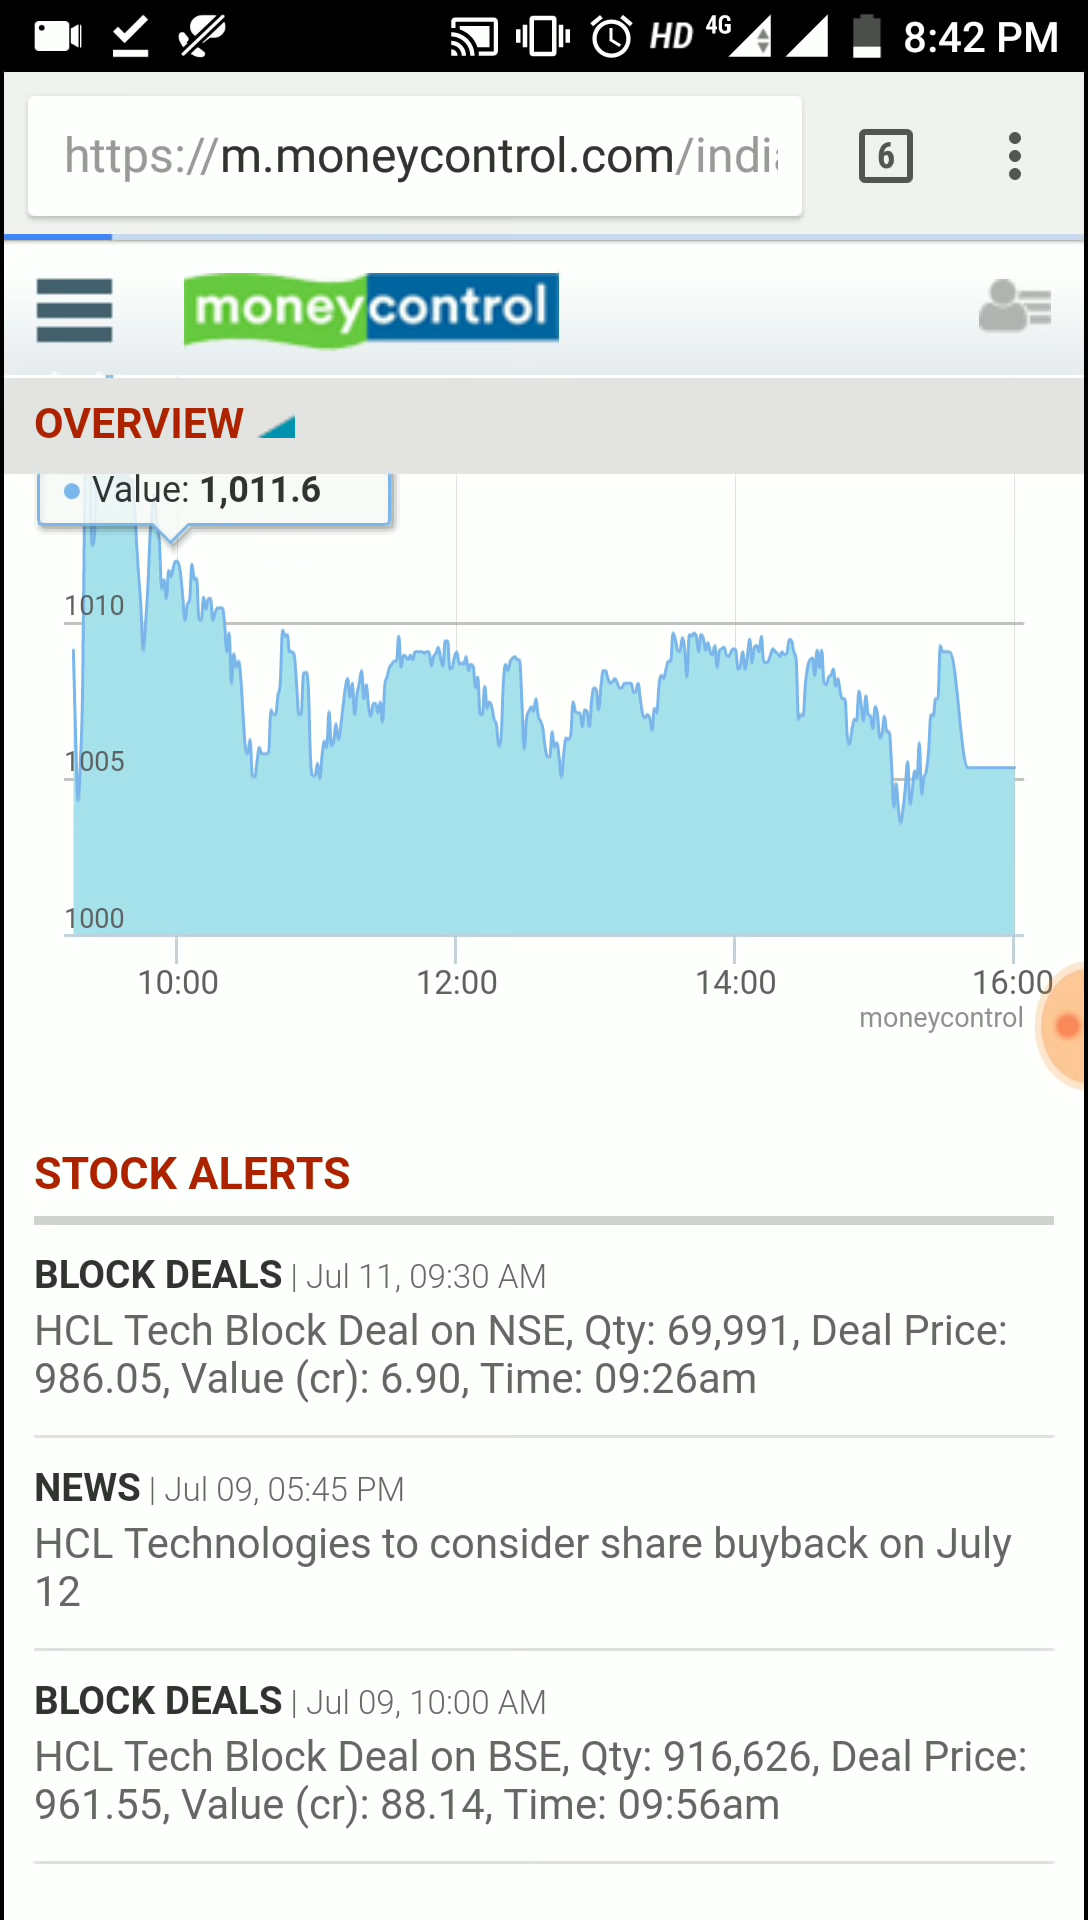 HD 4G 8:42 PM
https://m.moneycontrol.com/indi
6
moneycontrol
OVERVIEW
Value: 1,011.6
1010
1005
1000
10:00 12:00 14:00 16:00
moneycontrol
STOCK ALERTS
BLOCK DEALS | Jul 11, 09:30 AM
HCL Tech Block Deal on NSE, Qty: 69,991, Deal Price:
986.05, Value (cr): 6.90, Time: 09:26am
NEWS | Jul 09, 05:45 PM
HCL Technologies to consider share buyback on July
12
BLOCK DEALS | Jul 09, 10:00 AM
HCL Tech Block Deal on BSE, Qty: 916,626, Deal Price:
961.55, Value (cr): 88.14, Time: 09:56am